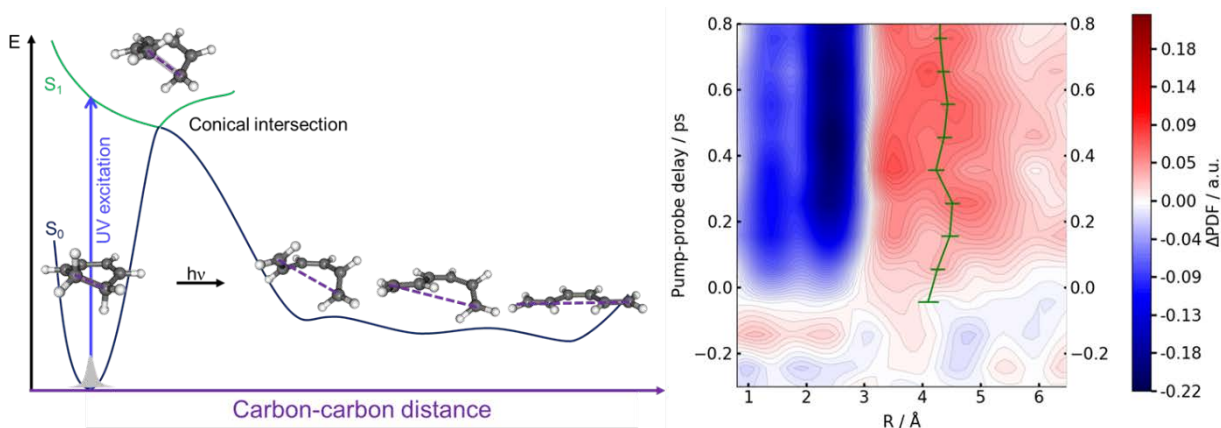 E
S1
UV excitation
S0
hν
Conical intersection
Carbon-carbon distance
0.8
0.6
0.4
0.2
0.0
−0.2
Pump-probe delay / ps
1
2
3
4
5
6
R / Å
0.8
0.6
0.4
0.2
0.0
−0.2
0.18
0.14
0.09
0.05
0.00
-0.04
-0.09
-0.13
-0.18
-0.22
ΔPDF / a.u.